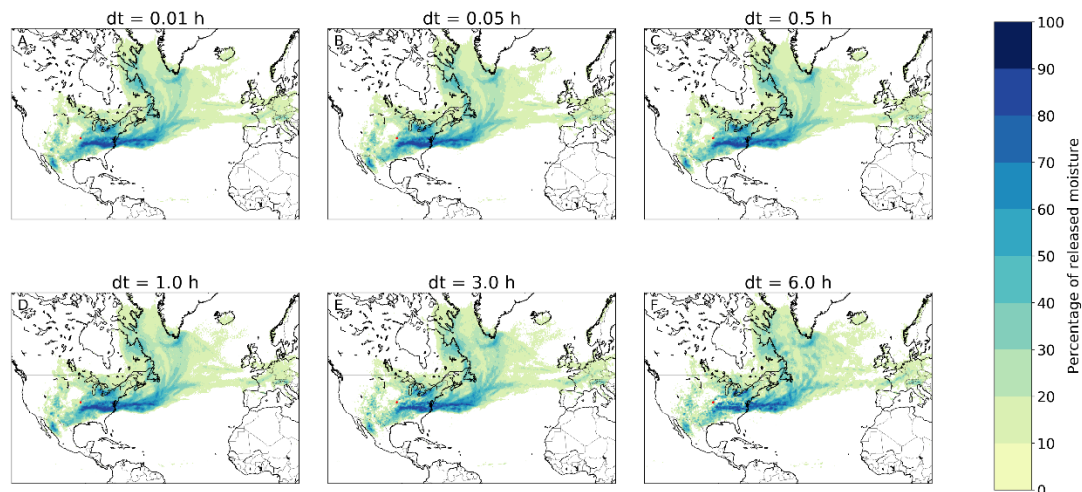 dt = 0.01 h
dt = 0.05 h
dt = 0.5 h
A
B
C
dt = 1.0 h
dt = 3.0 h
dt = 6.0 h
D
E
F
100
90
80
70
60
50
40
30
20
10
0
Percentage of released moisture